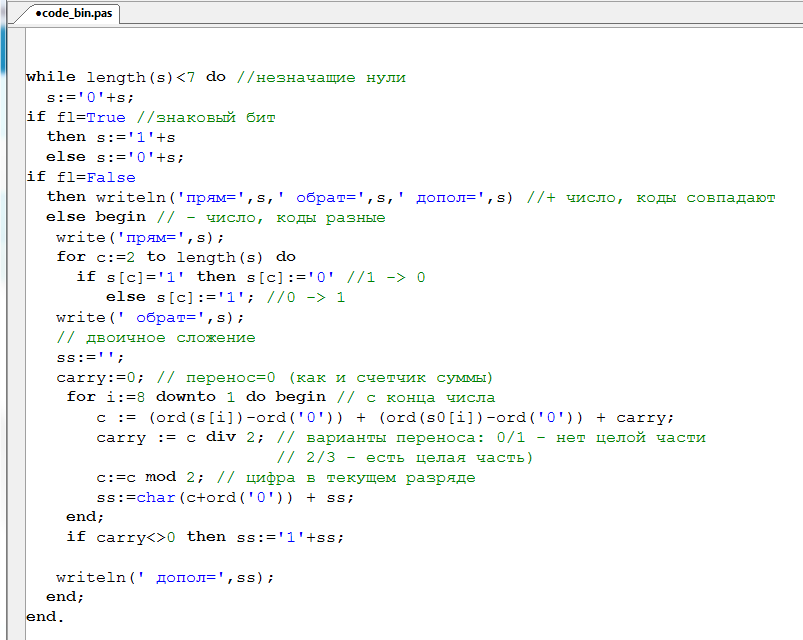 •code_bin.pas
while length(s)<7 do //незначащие нули
s:='0'+s;
if fl=True //знаковый бит
then s:='1'+s
else s:='0'+s;
if fl=False
then writeln('прям=',s,' обрат=',s,' допол=',s) //+ число, коды совпадают
else begin // - число, коды разные
write('прям=',s);
for c:=2 to length(s) do
if s[c]='1' then s[c]:='0' //1 -> 0
else s[c]:='1'; //0 -> 1
write(' обрат=',s);
// двоичное сложение
ss:='';
carry:=0; // перенос=0 (как и счетчик суммы)
for i:=8 downto 1 do begin // с конца числа
c := (ord(s[i])-ord('0')) + (ord(s0[i])-ord('0')) + carry;
carry := c div 2; // варианты переноса: 0/1 - нет целой части
// 2/3 - есть целая часть)
c:=c mod 2; // цифра в текущем разряде
ss:=char(c+ord('0')) + ss;
end;
if carry<>0 then ss:='1'+ss;
writeln(' допол=',ss);
end;
end.